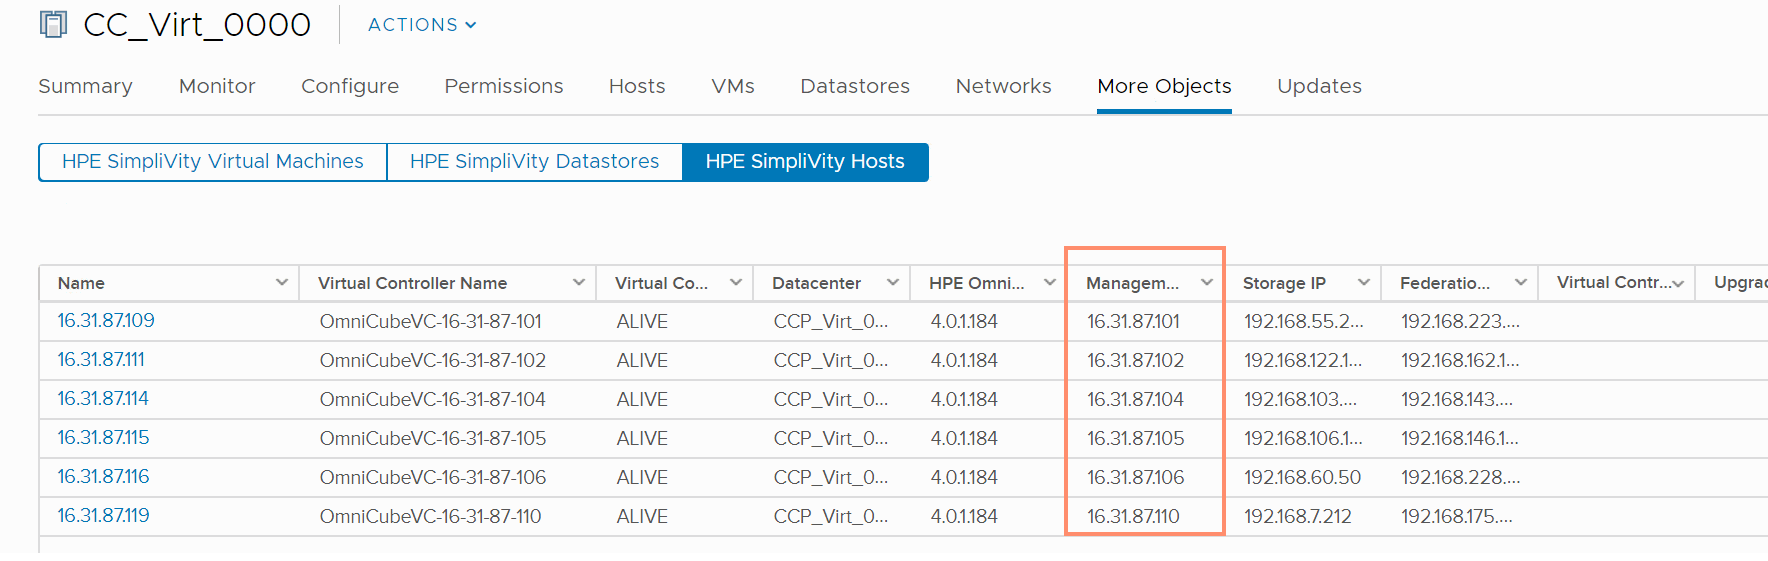 CC_Virt_0000 ACTIONS
Summary Monitor Configure Permissions Hosts VMs Datastores Networks More Objects Updates
HPE SimpliVity Virtual Machines HPE SimpliVity Datastores HPE SimpliVity Hosts
Name Virtual Controller Name Virtual Co... Datacenter HPE Omni... Managem... Storage IP Federatio... Virtual Contr... Upgrad
16.31.87.109 OmniCubeVC-16-31-87-101 ALIVE CCP_Virt_0... 4.0.1.184 16.31.87.101 192.168.55.2... 192.168.223....
16.31.87.111 OmniCubeVC-16-31-87-102 ALIVE CCP_Virt_0... 4.0.1.184 16.31.87.102 192.168.122.1... 192.168.162.1...
16.31.87.114 OmniCubeVC-16-31-87-104 ALIVE CCP_Virt_0... 4.0.1.184 16.31.87.104 192.168.103.... 192.168.143....
16.31.87.115 OmniCubeVC-16-31-87-105 ALIVE CCP_Virt_0... 4.0.1.184 16.31.87.105 192.168.106.1... 192.168.146.1...
16.31.87.116 OmniCubeVC-16-31-87-106 ALIVE CCP_Virt_0... 4.0.1.184 16.31.87.106 192.168.60.50 192.168.228....
16.31.87.119 OmniCubeVC-16-31-87-110 ALIVE CCP_Virt_0... 4.0.1.184 16.31.87.110 192.168.7.212 192.168.175....